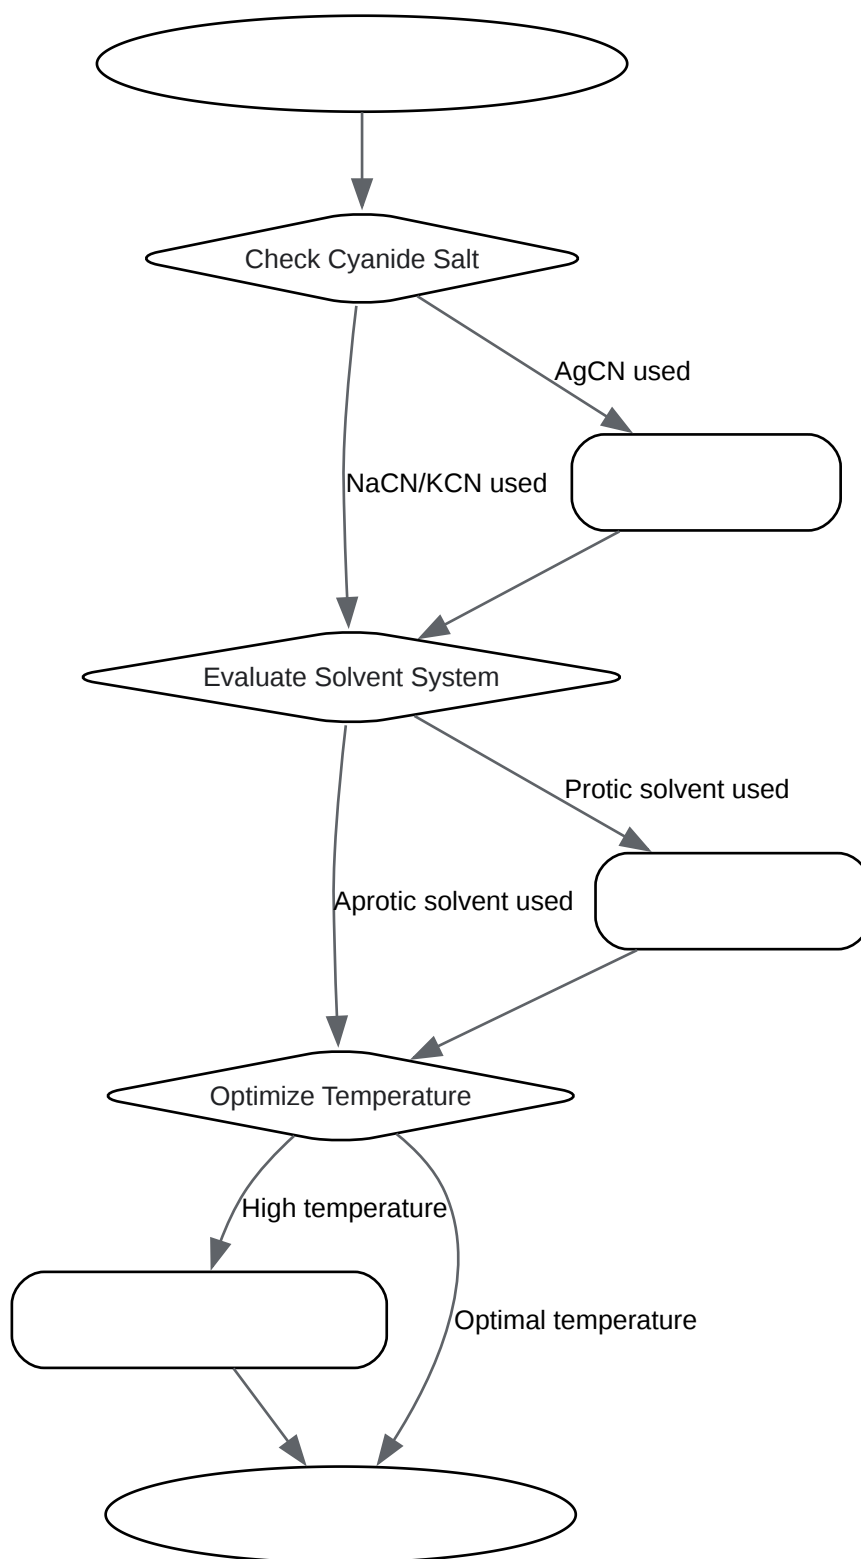 Check Cyanide Salt
AgCN used
NaCN/KCN used
Evaluate Solvent System
Protic solvent used
Aprotic solvent used
Optimize Temperature
High temperature
Optimal temperature